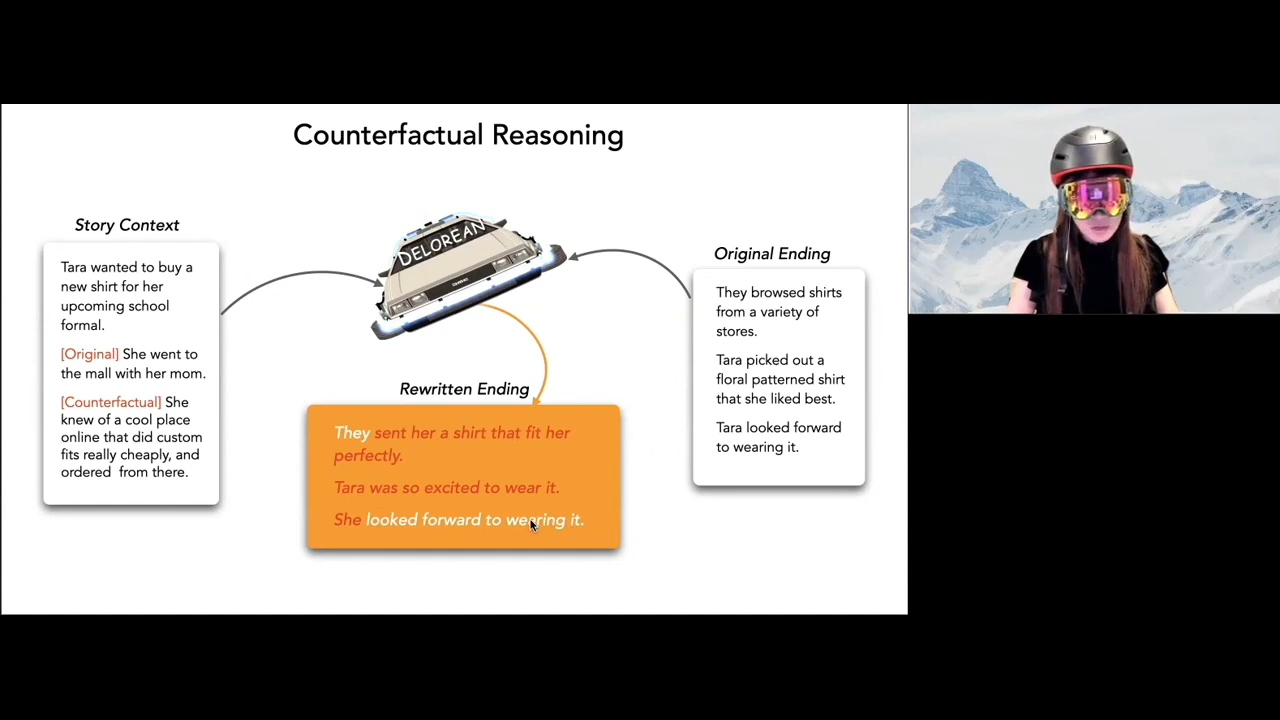 Counterfactual Reasoning
Story Context
Tara wanted to buy a
new shirt for her
upcoming school
formal.
[Original] She went to
the mall with her mom.
[Counterfactual] She
knew of a cool place
online that did custom
fits really cheaply, and
ordered from there.
DELOREAN
Original Ending
They browsed shirts
from a variety of
stores.
Tara picked out a
floral patterned shirt
that she liked best.
Tara looked forward
to wearing it.
Rewritten Ending
They sent her a shirt that fit her
perfectly.
Tara was so excited to wear it.
She looked forward to wearing it.